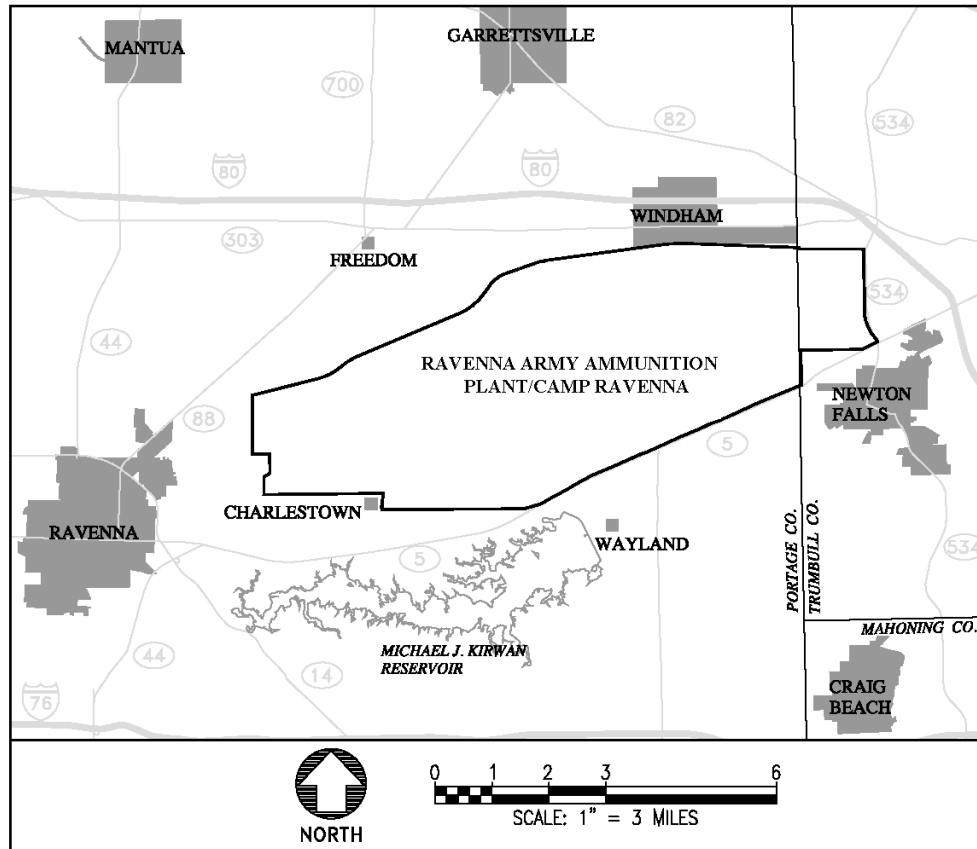 GARRETTSVILLE
MANTUA
700
82
534
80
80
WINDHAM
303
FREEDOM
534
44
RAVENNA ARMY AMMUNITION
PLANT/CAMP RAVENNA
NEWTON
FALLS
88
5
CHARLESTOWN
RAVENNA
WAYLAND
5
534
PORTAGE CO.
TRUMBULL CO.
MAHONING CO.
MICHAEL J. KIRWAN
RESERVOIR
44
14
76
CRAIG
BEACH
0 1 2 3 6
SCALE: 1" = 3 MILES
NORTH